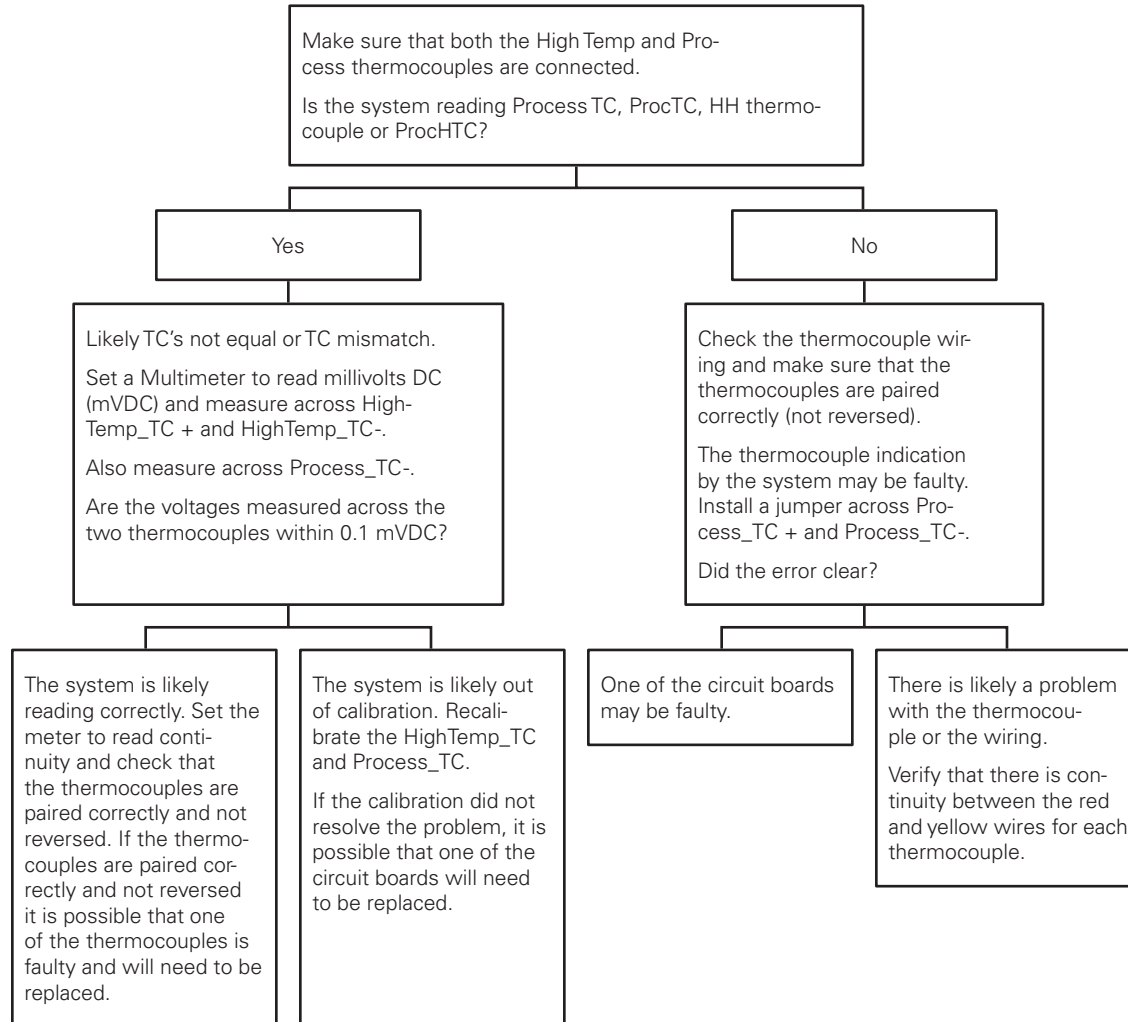 Make sure that both the High Temp and Pro-
cess thermocouples are connected.
Is the system reading Process TC, ProcTC, HH thermo-
couple or ProcHTC?
Yes
No
Likely TC's not equal or TC mismatch.
Set a Multimeter to read millivolts DC
(mVDC) and measure across High-
Temp_TC + and HighTemp_TC-.
Also measure across Process_TC-.
Are the voltages measured across the
two thermocouples within 0.1 mVDC?
Check the thermocouple wir-
ing and make sure that the
thermocouples are paired
correctly (not reversed).
The thermocouple indication
by the system may be faulty.
Install a jumper across Pro-
cess_TC + and Process_TC-.
Did the error clear?
The system is likely
reading correctly. Set the
meter to read conti-
nuity and check that
the thermocouples are
paired correctly and not
reversed. If the thermo-
couples are paired cor-
rectly and not reversed
it is possible that one
of the thermocouples is
faulty and will need to be
replaced.
The system is likely out
of calibration. Recali-
brate the HighTemp_TC
and Process_TC.
If the calibration did not
resolve the problem, it is
possible that one of the
circuit boards will need
to be replaced.
One of the circuit boards
may be faulty.
There is likely a problem
with the thermocou-
ple or the wiring.
Verify that there is con-
tinuity between the red
and yellow wires for each
thermocouple.